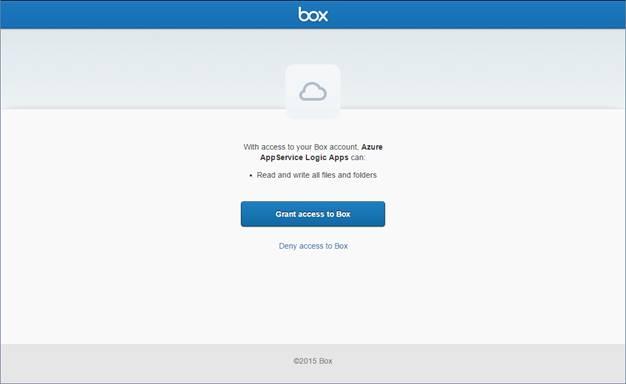 box
With access to your Box account, Azure
AppService Logic Apps can:
• Read and write all files and folders
Grant access to Box
Deny access to Box
©2015 Box